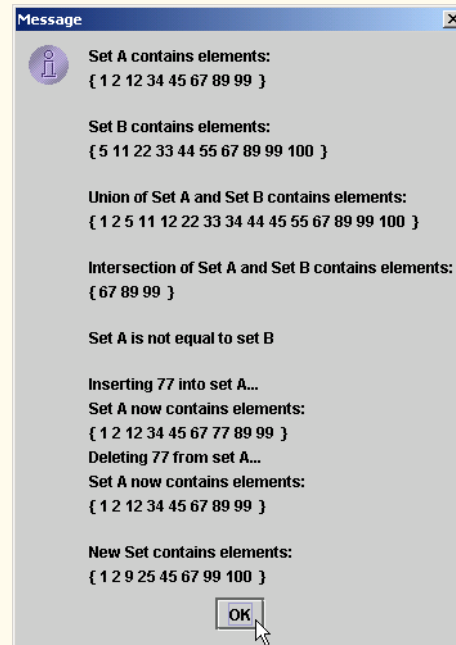 Message
Set A contains elements:
{ 1 2 12 34 45 67 89 99 }
Set B contains elements:
{ 5 11 22 33 44 55 67 89 99 100 }
Union of Set A and Set B contains elements:
{ 1 2 5 11 12 22 33 34 44 45 55 67 89 99 100 }
Intersection of Set A and Set B contains elements:
{ 67 89 99 }
Set A is not equal to set B
Inserting 77 into set A...
Set A now contains elements:
{ 1 2 12 34 45 67 77 89 99 }
Deleting 77 from set A...
Set A now contains elements:
{ 1 2 12 34 45 67 89 99 }
New Set contains elements:
{ 1 2 9 25 45 67 99 100 }
OK